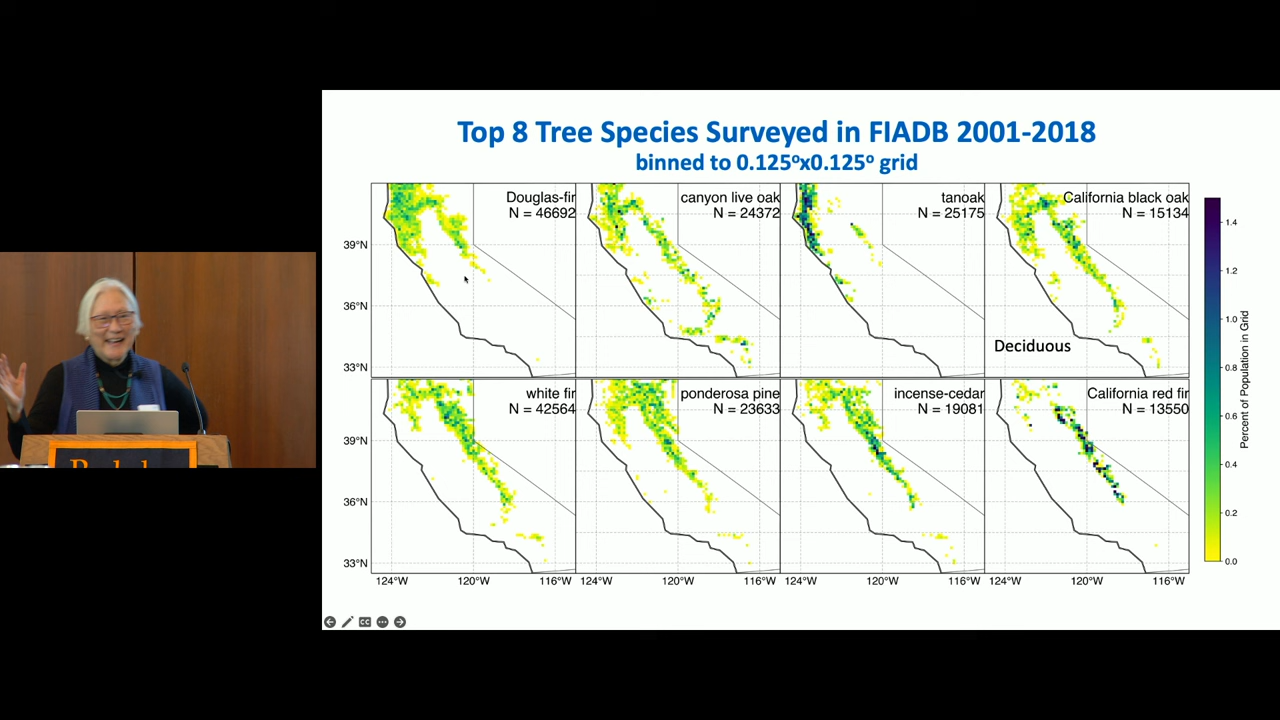 Top 8 Tree Species Surveyed in FIADB 2001-2018
binned to 0.125ºx0.125º grid
Douglas-fir
N = 46692
canyon live oak
N = 24372
tanoak
N = 25175
California black oak
N = 15134
39°N
36°N
33°N
Deciduous
white fir
N = 42564
ponderosa pine
N = 23633
incense-cedar
N = 19081
California red fir
N = 13550
39°N
36°N
33°N
124°W 120°W 116°W 124°W 120°W 116°W 124°W 120°W 116°W 124°W 120°W 116°W
1.4
1.2
1.0
0.8
0.6
0.4
0.2
0.0
Percent of Population in Grid
CC